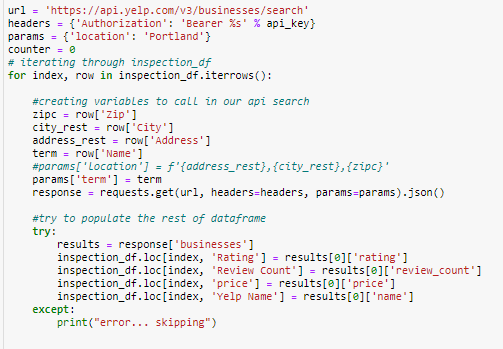 url = 'https://api.yelp.com/v3/businesses/search'
headers = {'Authorization': 'Bearer %s' % api_key}
params = {'location': 'Portland'}
counter = 0
# iterating through inspection_df
for index, row in inspection_df.iterrows():

    #creating variables to call in our api search
    zipc = row['Zip']
    city_rest = row['City']
    address_rest = row['Address']
    term = row['Name']
    #params['location'] = f'{address_rest},{city_rest},{zipc}'
    params['term'] = term
    response = requests.get(url, headers=headers, params=params).json()

    #try to populate the rest of dataframe
    try:
        results = response['businesses']
        inspection_df.loc[index, 'Rating'] = results[0]['rating']
        inspection_df.loc[index, 'Review Count'] = results[0]['review_count']
        inspection_df.loc[index, 'price'] = results[0]['price']
        inspection_df.loc[index, 'Yelp Name'] = results[0]['name']
    except:
        print("error... skipping")